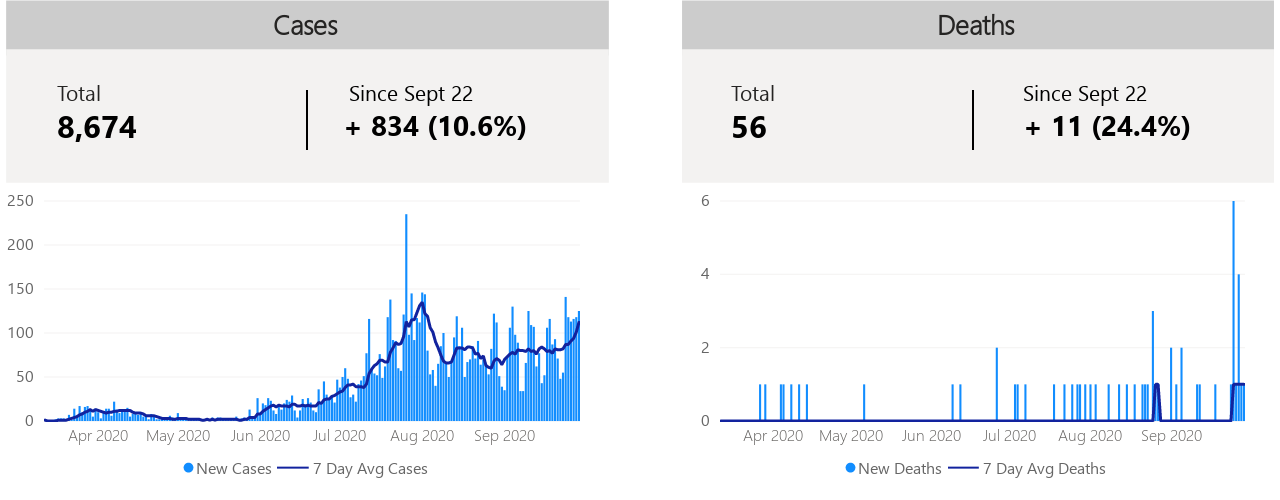 Cases
Total
8,674
Since Sept 22
+ 834 (10.6%)
250
200
150
100
50
0
Apr 2020 May 2020 Jun 2020 Jul 2020 Aug 2020 Sep 2020
New Cases 7 Day Avg Cases
Deaths
Total
56
Since Sept 22
+ 11 (24.4%)
6
4
2
0
Apr 2020 May 2020 Jun 2020 Jul 2020 Aug 2020 Sep 2020
New Deaths 7 Day Avg Deaths